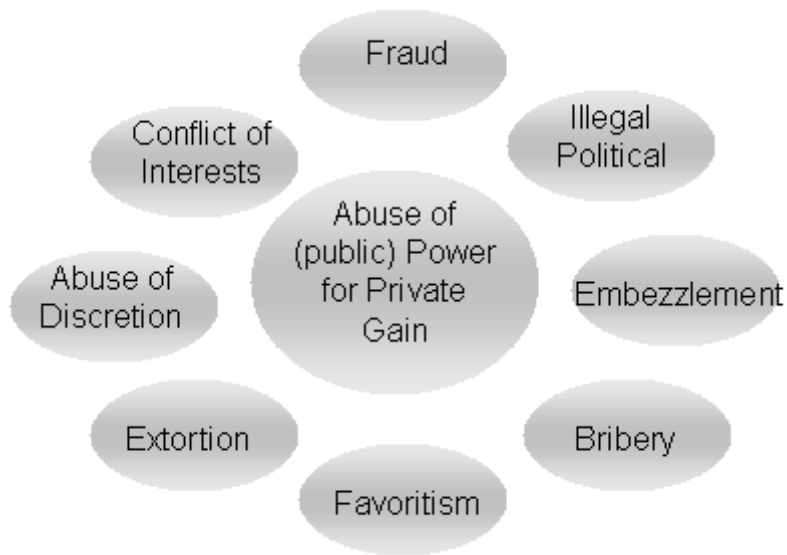 Fraud
Illegal
Political
Conflict of
Interests
Abuse of
(public) Power
for Private
Gain
Abuse of
Discretion
Embezzlement
Extortion
Bribery
Favoritism